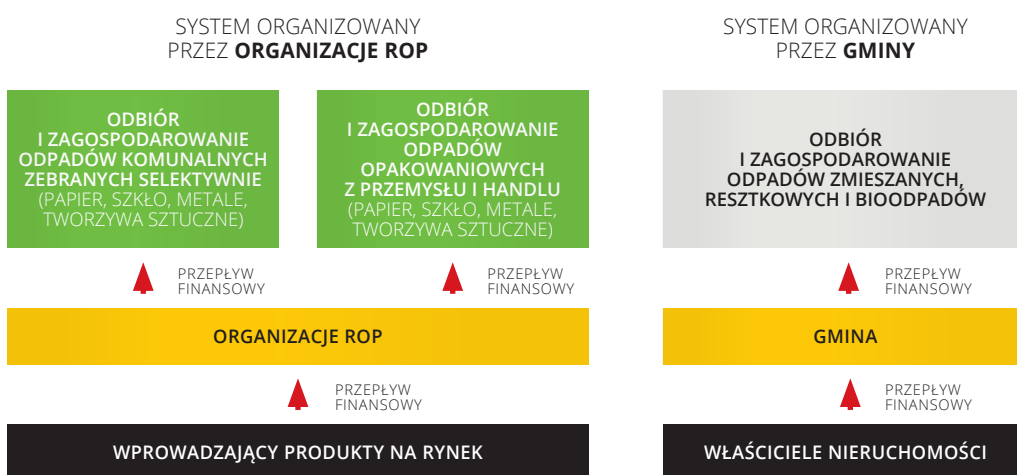 SYSTEM ORGANIZOWANY
PRZEZ ORGANIZACJE ROP
ODBIÓR
I ZAGOSPODAROWANIE
ODPADÓW KOMUNALNYCH
ZEBRANYCH SELEKTYWNIE
(PAPIER, SZKŁO, METALE,
TWORZYWA SZTUCZNE)
ODBIÓR
I ZAGOSPODAROWANIE
ODPADÓW
OPAKOWANIOWYCH
Z PRZEMYSŁU I HANDLU
(PAPIER, SZKŁO, METALE,
TWORZYWA SZTUCZNE)
PRZEPŁYW
FINANSOWY
PRZEPŁYW
FINANSOWY
ORGANIZACJE ROP
PRZEPŁYW
FINANSOWY
WPROWADZAJĄCY PRODUKTY NA RYNEK
SYSTEM ORGANIZOWANY
PRZEZ GMINY
ODBIÓR
I ZAGOSPODAROWANIE
ODPADÓW ZMIESZANYCH,
RESZTKOWYCH I BIOODPADÓW
PRZEPŁYW
FINANSOWY
GMINA
PRZEPŁYW
FINANSOWY
WŁAŚCICIELE NIERUCHOMOŚCI